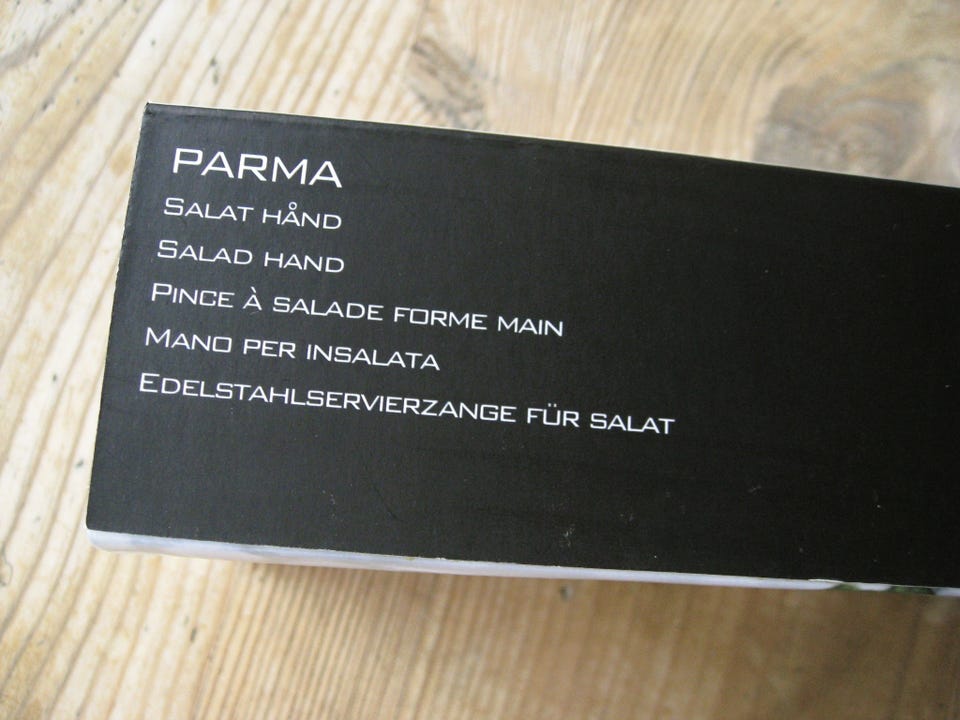 PARMA
SALAT HÅND
SALAD HAND
PINCE À SALADE FORME MAIN
MANO PER INSALATA
EDELSTAHLSERVIERZANGE FÜR SALAT